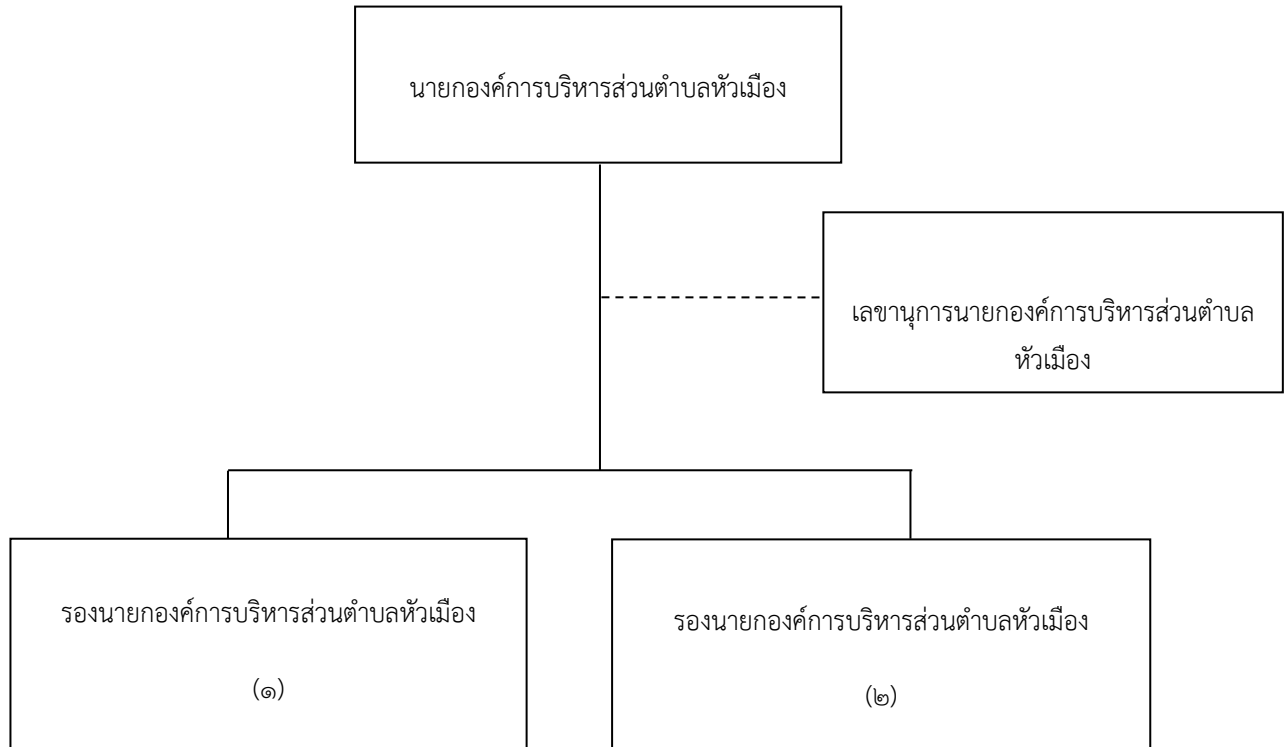 นายกองค์การบริหารส่วนตำบลหัวเมือง
เลขานุการนายกองค์การบริหารส่วนตำบล
หัวเมือง
รองนายกองค์การบริหารส่วนตำบลหัวเมือง
(๑)
รองนายกองค์การบริหารส่วนตำบลหัวเมือง
(๒)